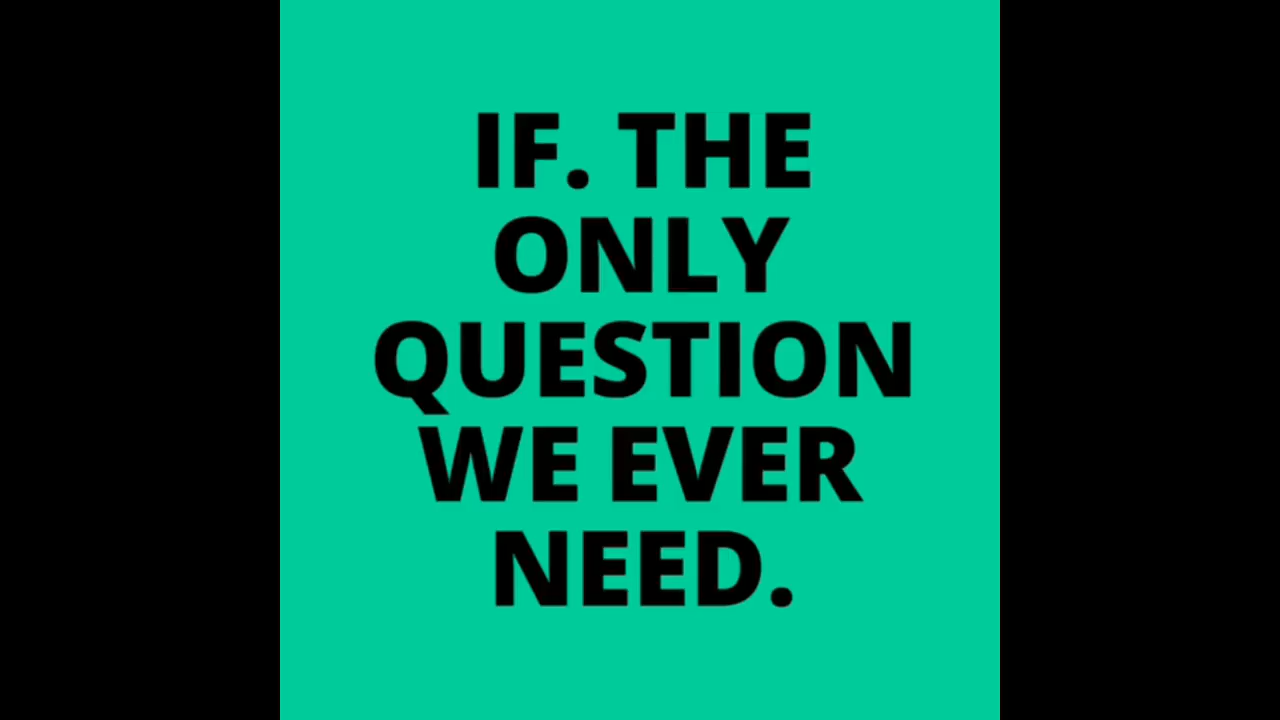 IF. THE
ONLY
QUESTION
WE EVER
NEED.